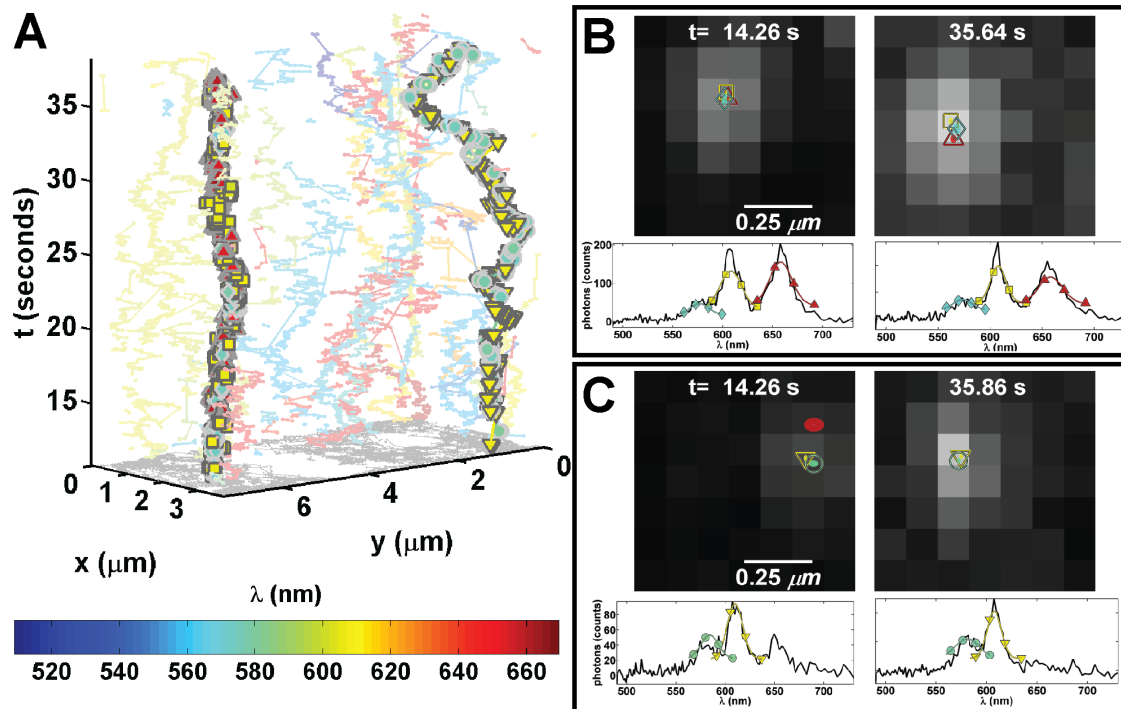 A
t (seconds)
35
30
25
20
15
0
1
2
3
6
4
2
0
x (μm)
y (μm)
λ (nm)
520 540 560 580 600 620 640 660
B
t= 14.26 s
35.64 s
0.25 μm
photons (counts)
200
100
0
500 550 600 650 700
λ (nm)
500 550 600 650 700
λ (nm)
C
t= 14.26 s
35.86 s
0.25 μm
photons (counts)
80
60
40
20
0
500 550 600 650 700
λ (nm)
500 550 600 650 700
λ (nm)